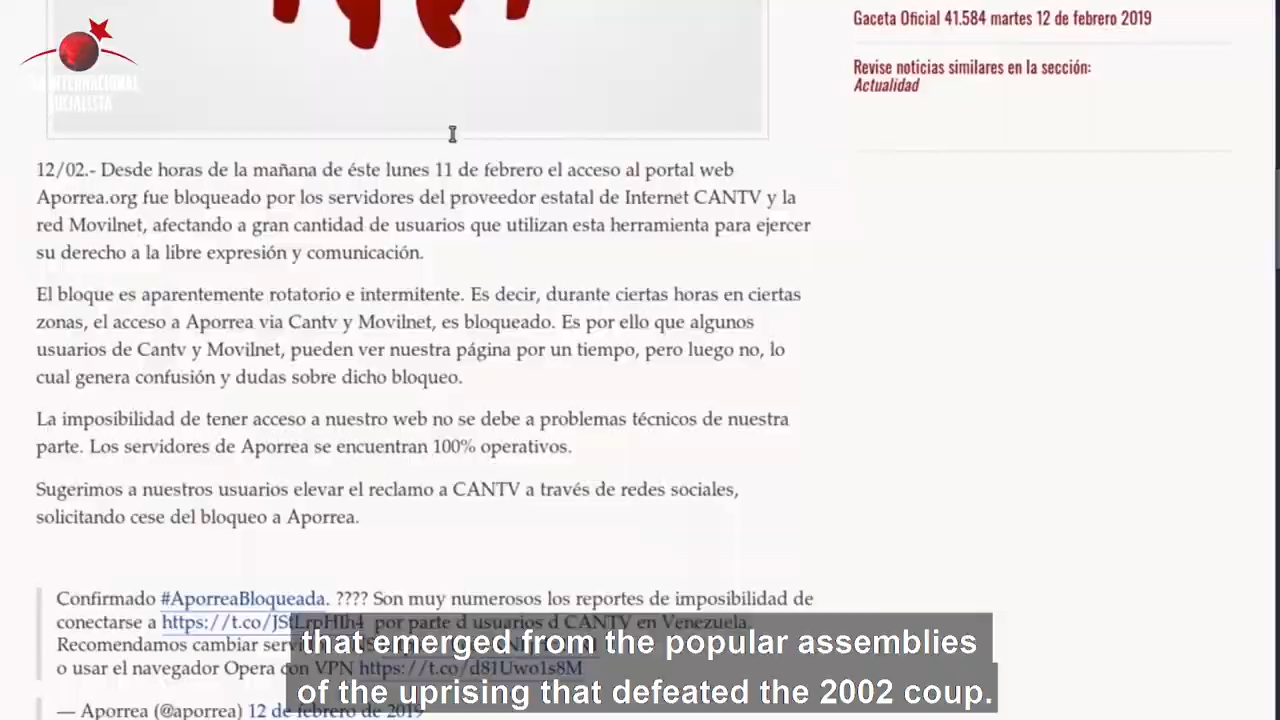 Gaceta Oficial 41.584 martes 12 de febrero 2019
Revise noticias similares en la sección:
Actualidad
12/02.- Desde horas de la mañana de éste lunes 11 de febrero el acceso al portal web
Aporrea.org fue bloqueado por los servidores del proveedor estatal de Internet CANTV y la
red Movilnet, afectando a gran cantidad de usuarios que utilizan esta herramienta para ejercer
su derecho a la libre expresión y comunicación.
El bloque es aparentemente rotatorio e intermitente. Es decir, durante ciertas horas en ciertas
zonas, el acceso a Aporrea via Cantv y Movilnet, es bloqueado. Es por ello que algunos
usuarios de Cantv y Movilnet, pueden ver nuestra página por un tiempo, pero luego no, lo
cual genera confusión y dudas sobre dicho bloqueo.
La imposibilidad de tener acceso a nuestro web no se debe a problemas técnicos de nuestra
parte. Los servidores de Aporrea se encuentran 100% operativos.
Sugerimos a nuestros usuarios elevar el reclamo a CANTV a través de redes sociales,
solicitando cese del bloqueo a Aporrea.
Confirmado #AporreaBloqueada. ???? Son muy numerosos los reportes de imposibilidad de
conectarse a por parte d usuarios d CANTV en Venezuela.
Recomendamos cambiar
o usar el navegador Opera con VPN https://t.co/d81Uwo1s8M
— Aporrea (@aporrea) 12 de febrero de 2019
that emerged from the popular assemblies
of the uprising that defeated the 2002 coup.